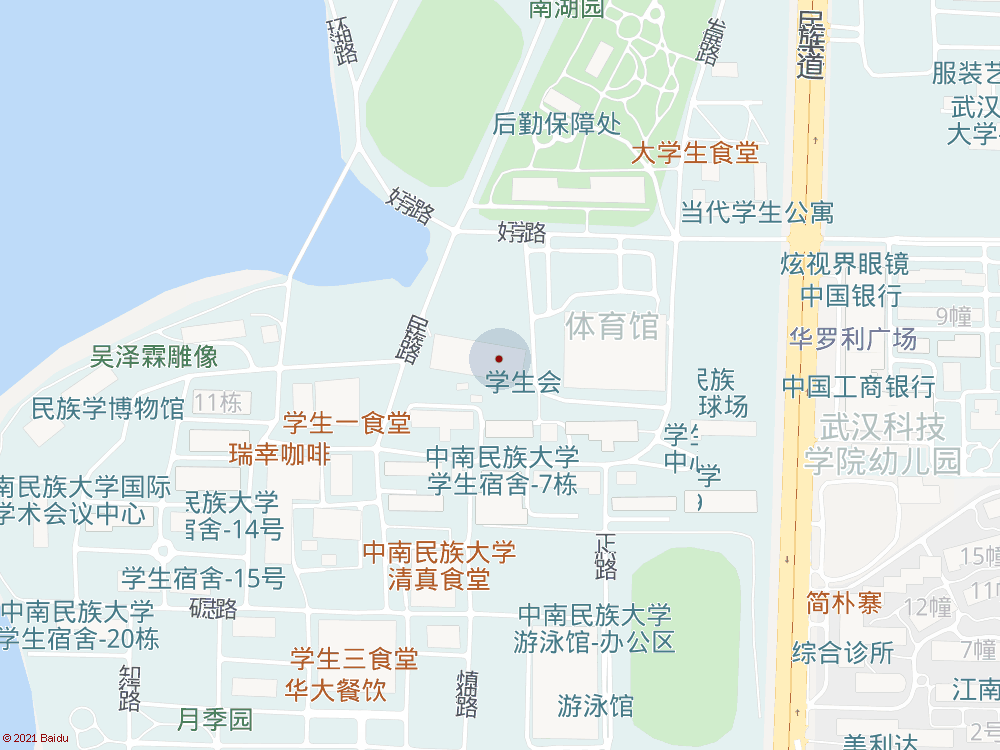 南湖园
环湖路
发展路
民族大道
服装艺
后勤保障处
武汉
大学
大学生食堂
好学路
当代学生公寓
好学路
炫视界眼镜
中国银行
民族路
体育馆
9幢
吴泽霖雕像
华罗利广场
学生会
民族
球场
中国工商银行
民族学博物馆
11栋
学生一食堂
武汉科技
学院幼儿园
瑞幸咖啡
中南民族大学
学生宿舍-7栋
学生
中心
学
南民族大学国际
学术会议中心
民族大学
宿舍-14号
中南民族大学
清真食堂
15幢
学生宿舍-15号
11幢
简朴寨
12幢
中南民族大学
学生宿舍-20栋
中南民族大学
游泳馆-办公区
综合诊所
7幢
学生三食堂
华大餐饮
江南
月季园
游泳馆
2号
美利达
© 2021 Baidu